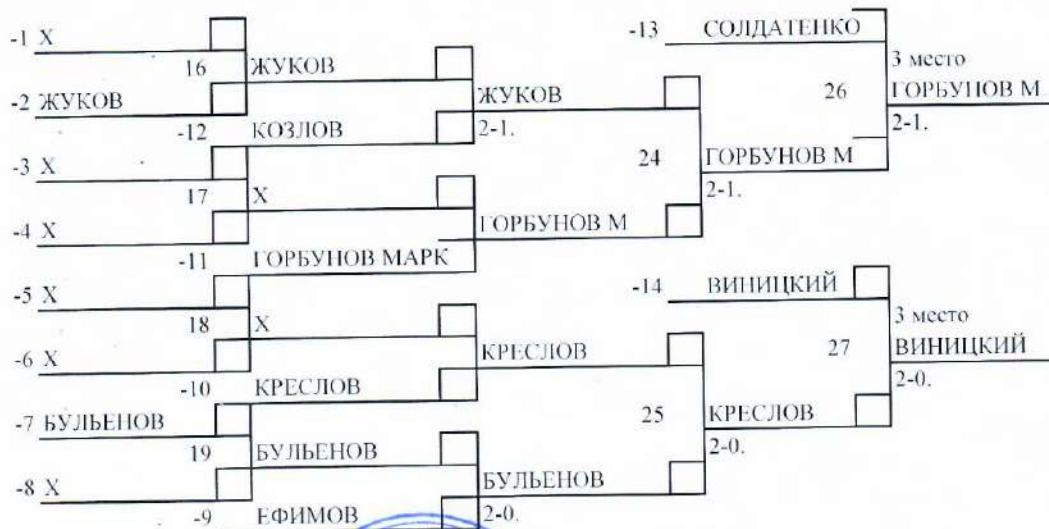 -1 X
16 ЖУКОВ
-2 ЖУКОВ
-12 КОЗЛОВ
ЖУКОВ
2-1.
-3 X
17 X
-4 X
-11 ГОРБУНОВ МАРК
ГОРБУНОВ М
24 ГОРБУНОВ М
2-1.
-13 СОЛДАТЕНКО
26
3 место
ГОРБУНОВ М
2-1.
-5 X
18 X
-6 X
-10 КРЕСЛОВ
КРЕСЛОВ
-7 БУЛЬЕНОВ
19 БУЛЬЕНОВ
-8 X
-9 ЕФИМОВ
БУЛЬЕНОВ
2-0.
25 КРЕСЛОВ
2-0.
-14 ВИНИЦКИЙ
27
3 место
ВИНИЦКИЙ
2-0.